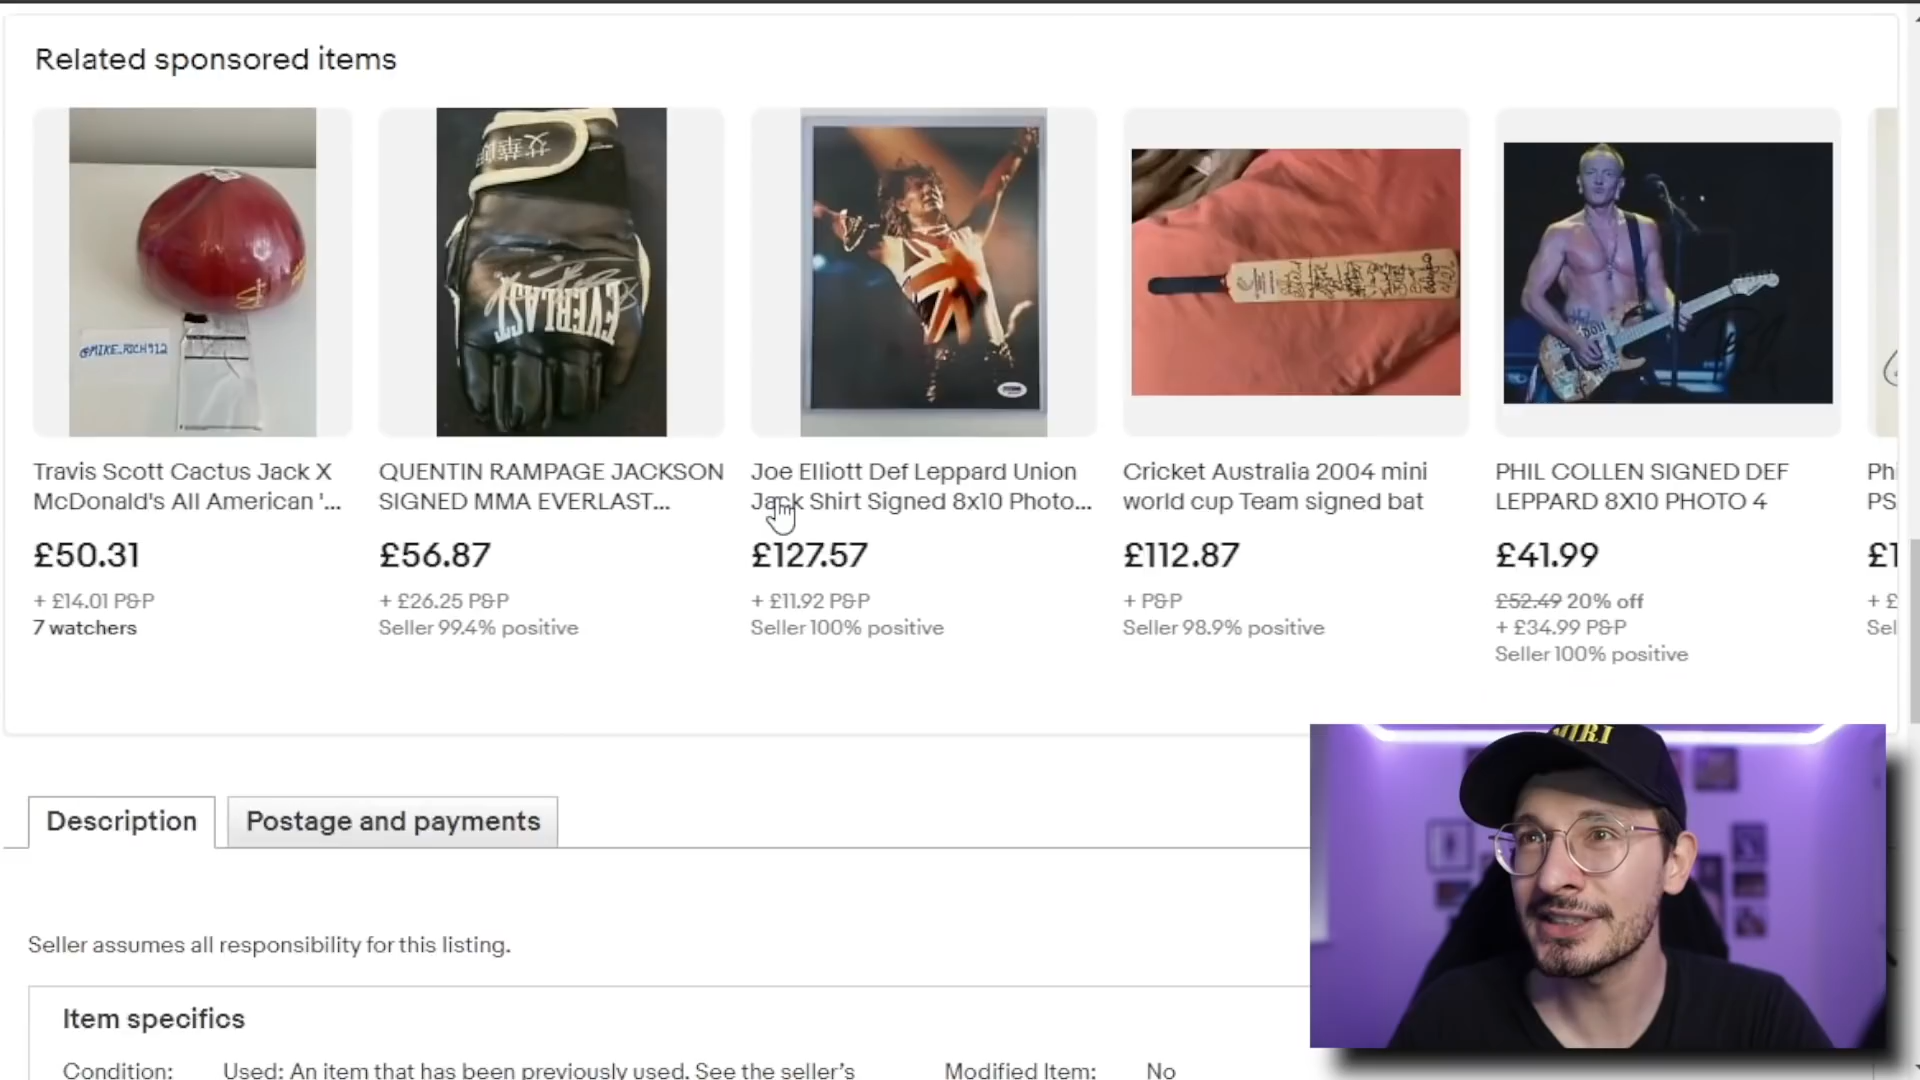 Related sponsored items
@MIKE_RICH912
EVERLAST
Travis Scott Cactus Jack X
McDonald's All American '...
£50.31
+ £14.01 P&P
7 watchers
QUENTIN RAMPAGE JACKSON
SIGNED MMA EVERLAST...
£56.87
+ £26.25 P&P
Seller 99.4% positive
Joe Elliott Def Leppard Union
Jack Shirt Signed 8x10 Photo...
£127.57
+ £11.92 P&P
Seller 100% positive
Cricket Australia 2004 mini
world cup Team signed bat
£112.87
+ P&P
Seller 98.9% positive
PHIL COLLEN SIGNED DEF
LEPPARD 8X10 PHOTO 4
£41.99
£52.49 20% off
+ £34.99 P&P
Seller 100% positive
Phi
PS
£1
+ £
Sel
Description
Postage and payments
Seller assumes all responsibility for this listing.
Item specifics
Condition: Used: An item that has been previously used. See the seller's
Modified Item: No